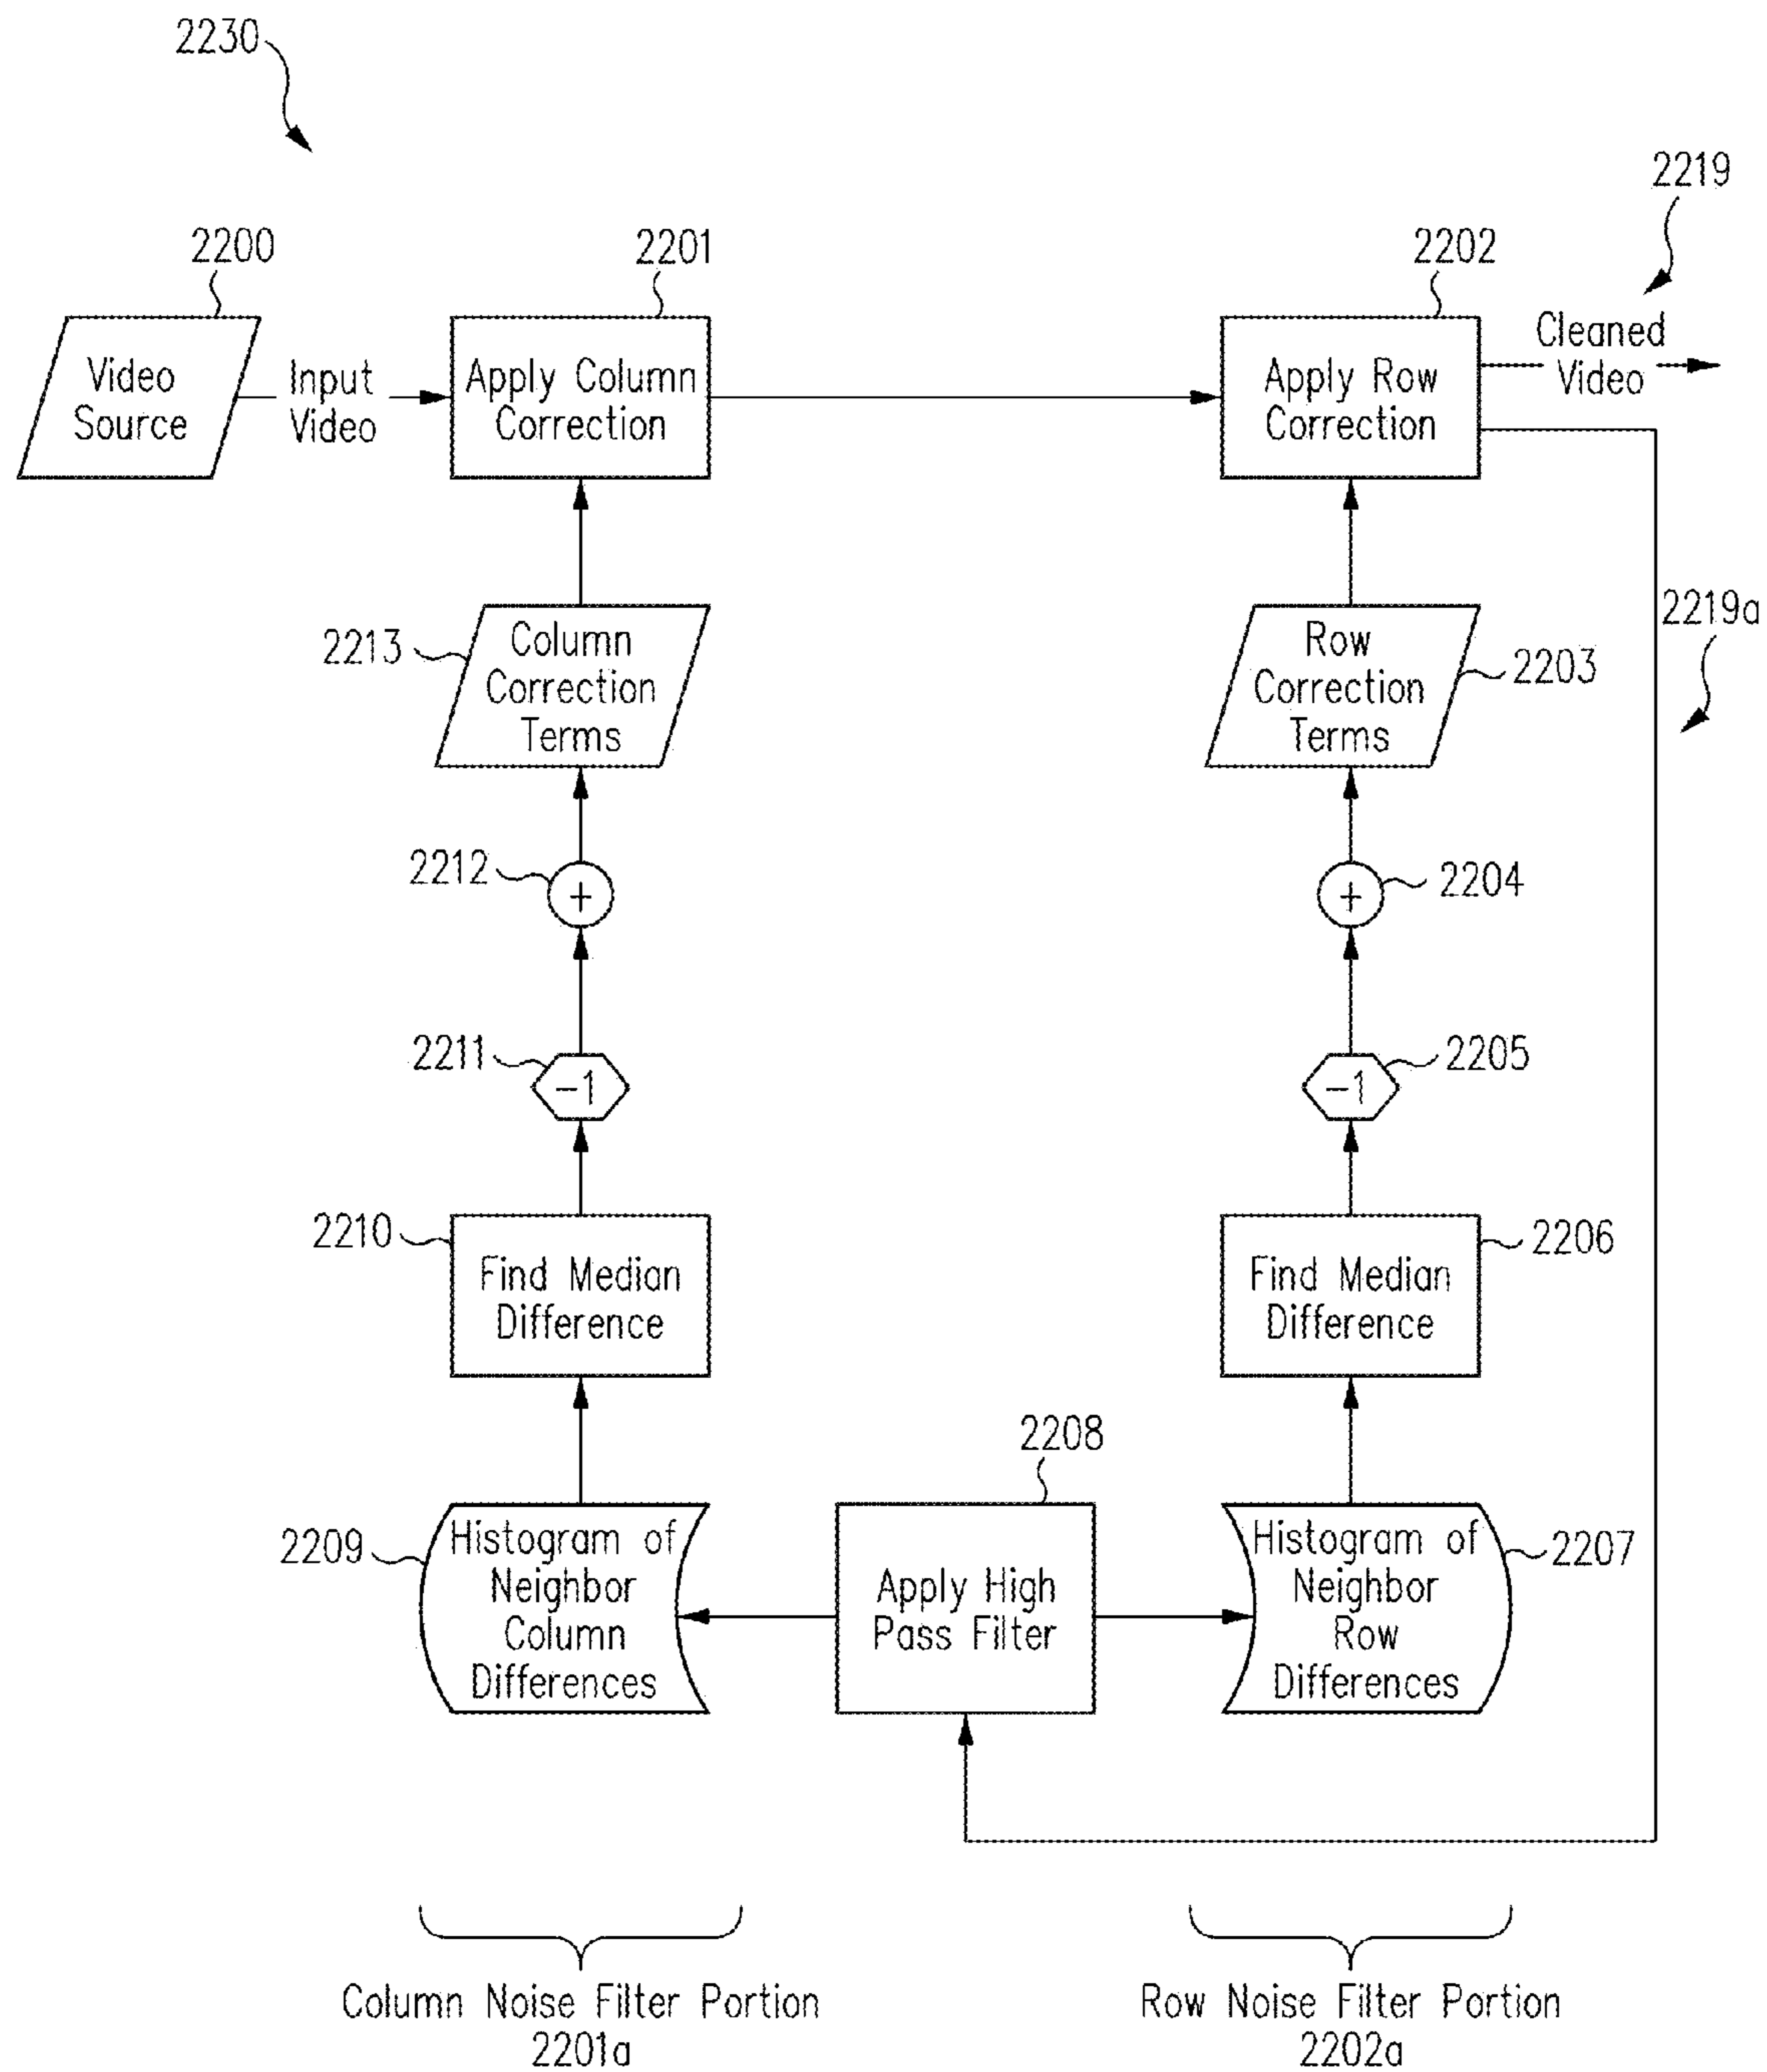 2230
2219
2200
2201
2202
Video
Source
Input
Video
Apply Column
Correction
Apply Row
Correction
Cleaned
Video
2213
Column
Correction
Terms
Row
Correction
Terms
2203
2219a
2212
+
+
2204
2211
-1
-1
2205
2210
Find Median
Difference
Find Median
Difference
2206
2208
2209
Histogram of
Neighbor
Column
Differences
Apply High
Pass Filter
Histogram of
Neighbor
Row
Differences
2207
Column Noise Filter Portion
2201a
Row Noise Filter Portion
2202a